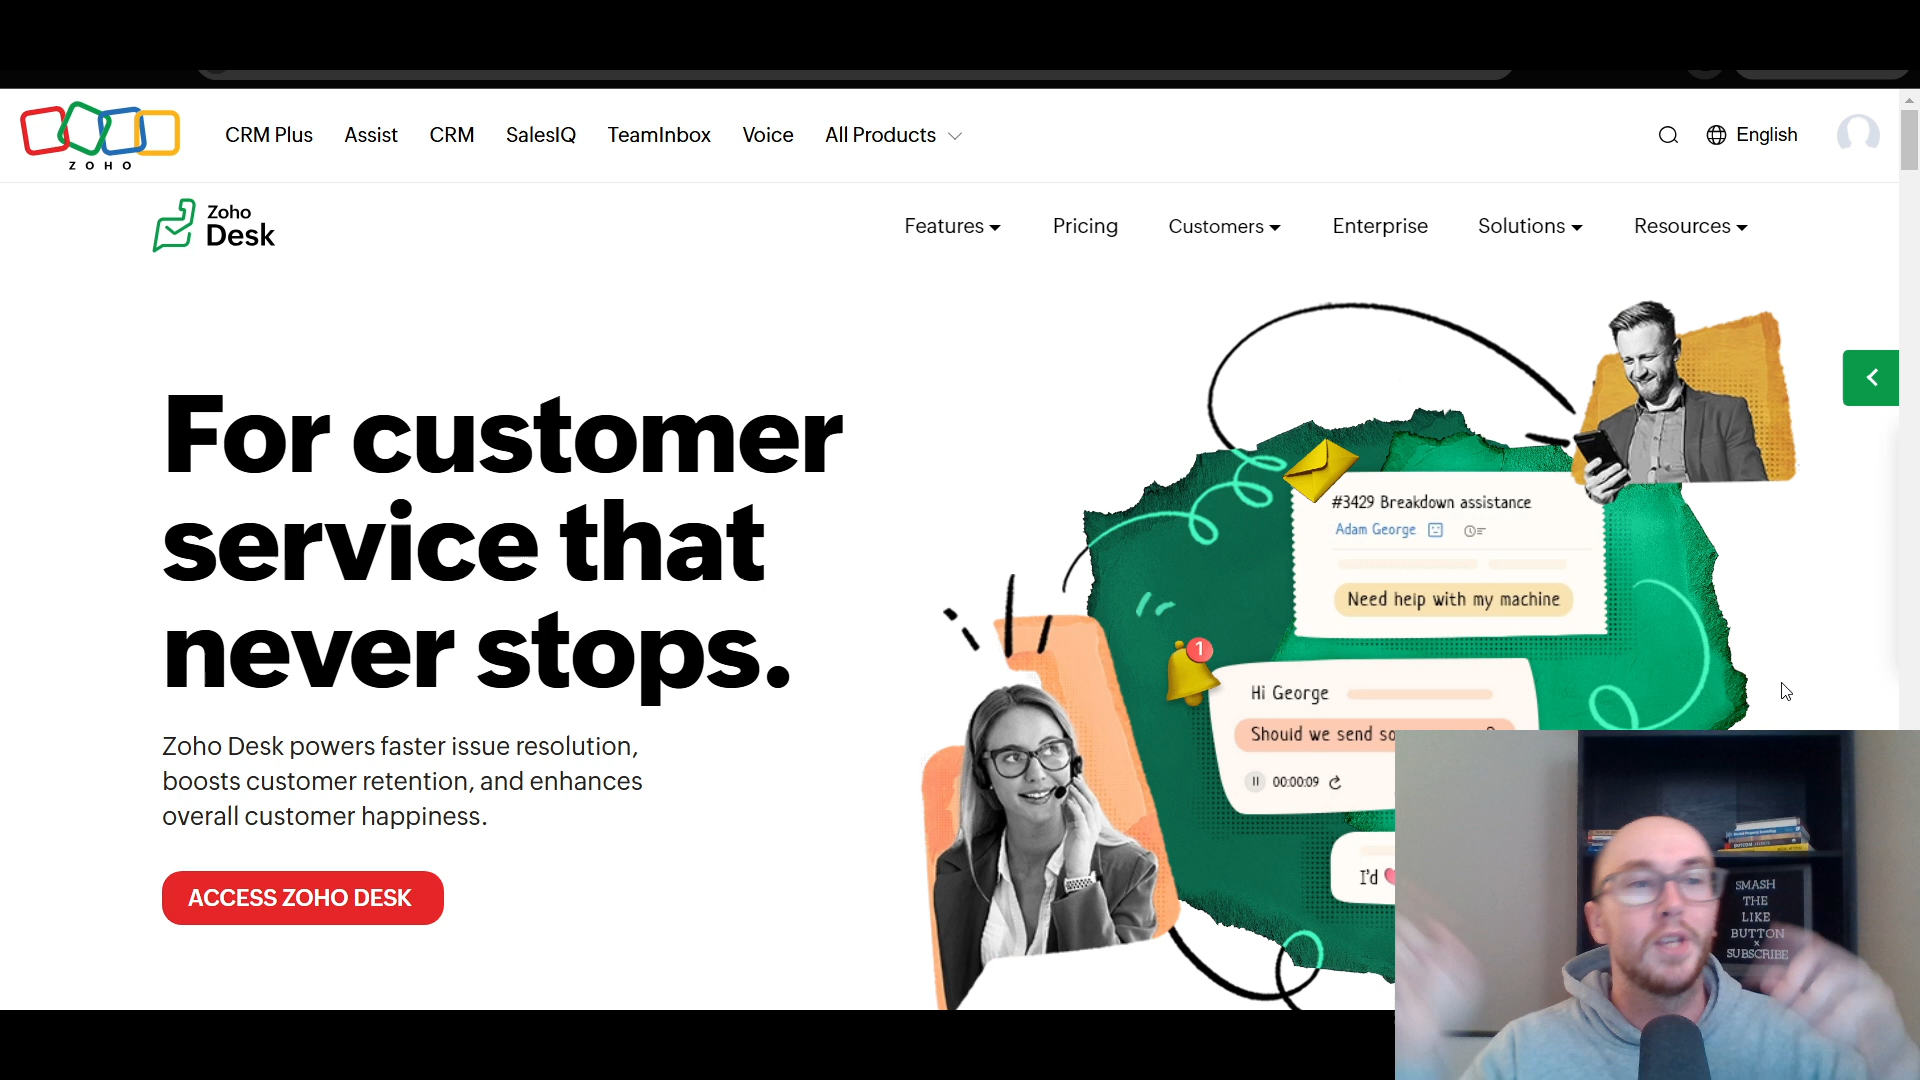 ZOHO
CRM Plus Assist CRM SalesIQ TeamInbox Voice All Products
English
Zoho
Desk
Features Pricing Customers Enterprise Solutions Resources
For customer
service that
never stops.
Zoho Desk powers faster issue resolution,
boosts customer retention, and enhances
overall customer happiness.
ACCESS ZOHO DESK
#3429 Breakdown assistance
Adam George
Need help with my machine
1
Hi George
Should we send
00:00:09
I'd
SMASH
THE
LIKE
BUTTON
×
SUBSCRIBE